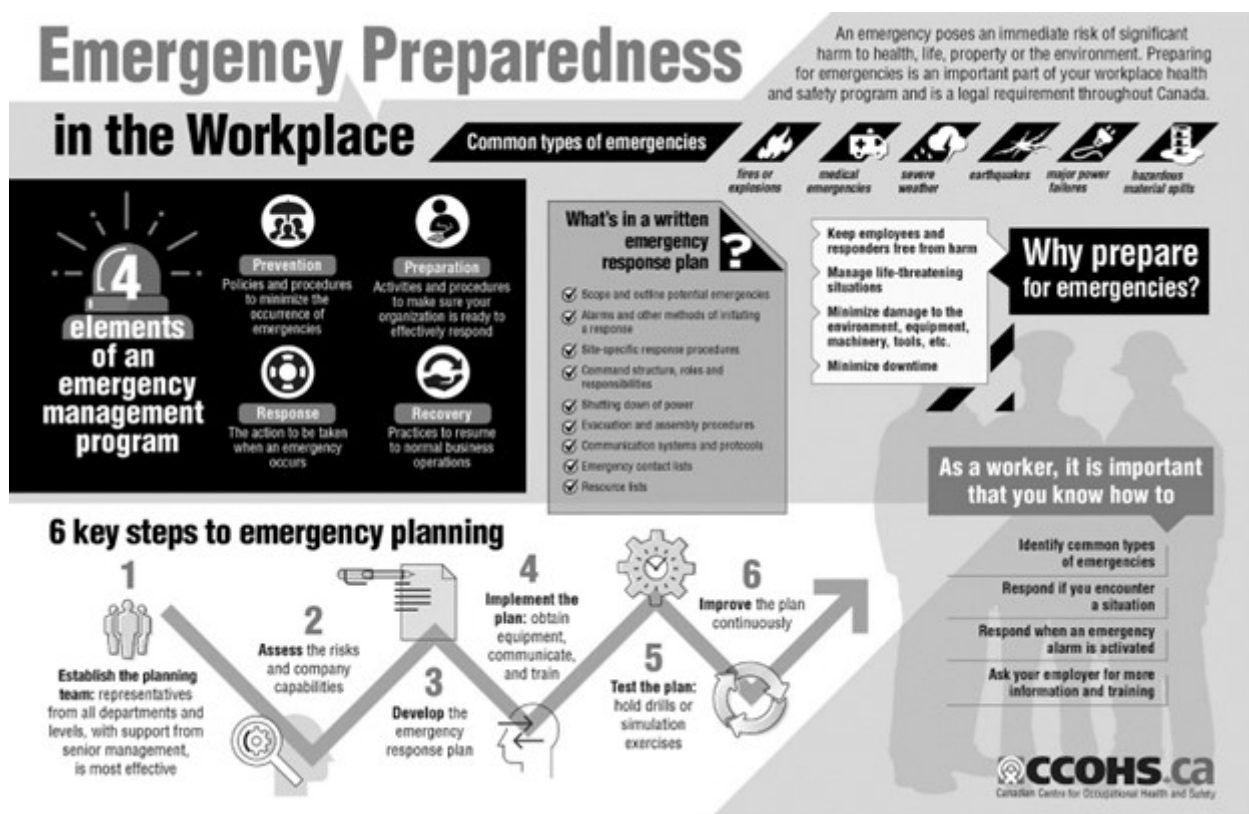 Emergency Preparedness
in the Workplace
An emergency poses an immediate risk of significant
harm to health, life, property or the environment. Preparing
for emergencies is an important part of your workplace health
and safety program and is a legal requirement throughout Canada.
Common types of emergencies
fires or
explosions
medical
emergencies
severe
weather
earthquakes
major power
failures
hazardous
material spills
4
elements
of an
emergency
management
program
Prevention
Policies and procedures
to minimize the
occurrence of
emergencies
Preparation
Activities and procedures
to make sure your
organization is ready to
effectively respond
Response
The action to be taken
when an emergency
occurs
Recovery
Practices to resume
to normal business
operations
What's in a written
emergency
response plan
?
Scope and outline potential emergencies
Alarms and other methods of initiating
a response
Site-specific response procedures
Command structure, roles and
responsibilities
Shutting down of power
Evacuation and assembly procedures
Communication systems and protocols
Emergency contact lists
Resource lists
Keep employees and
responders free from harm
Manage life-threatening
situations
Minimize damage to the
environment, equipment,
machinery, tools, etc.
Minimize downtime
Why prepare
for emergencies?
As a worker, it is important
that you know how to
Identify common types
of emergencies
Respond if you encounter
a situation
Respond when an emergency
alarm is activated
Ask your employer for more
information and training
6 key steps to emergency planning
1
Establish the planning
team: representatives
from all departments and
levels, with support from
senior management,
is most effective
2
Assess the risks
and company
capabilities
3
Develop the
emergency
response plan
4
Implement the
plan: obtain
equipment,
communicate,
and train
5
Test the plan:
hold drills or
simulation
exercises
6
Improve the plan
continuously
CCOHS.ca
Canadian Centre for Occupational Health and Safety